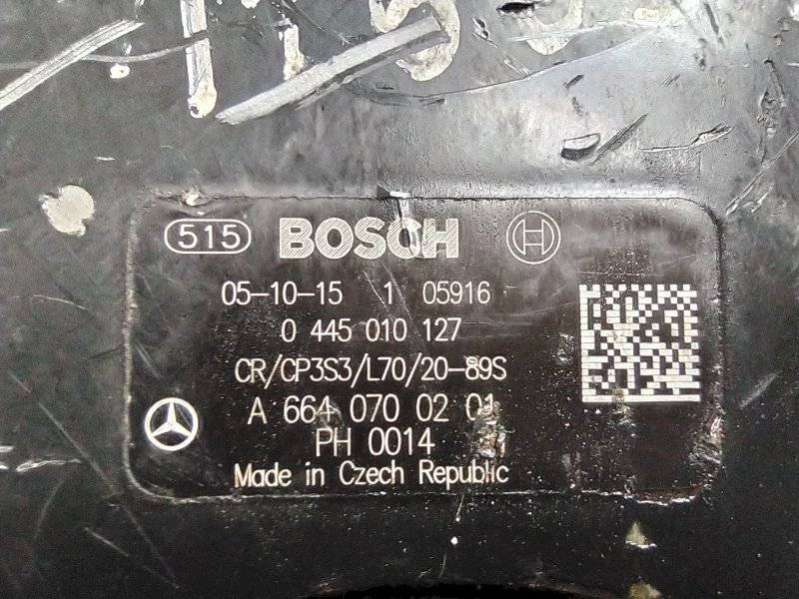 515 BOSCH
05-10-15 1 05916
0 445 010 127
CR/CP3S3/L70/20-89S
A 664 070 02 01
PH 0014
Made in Czech Republic